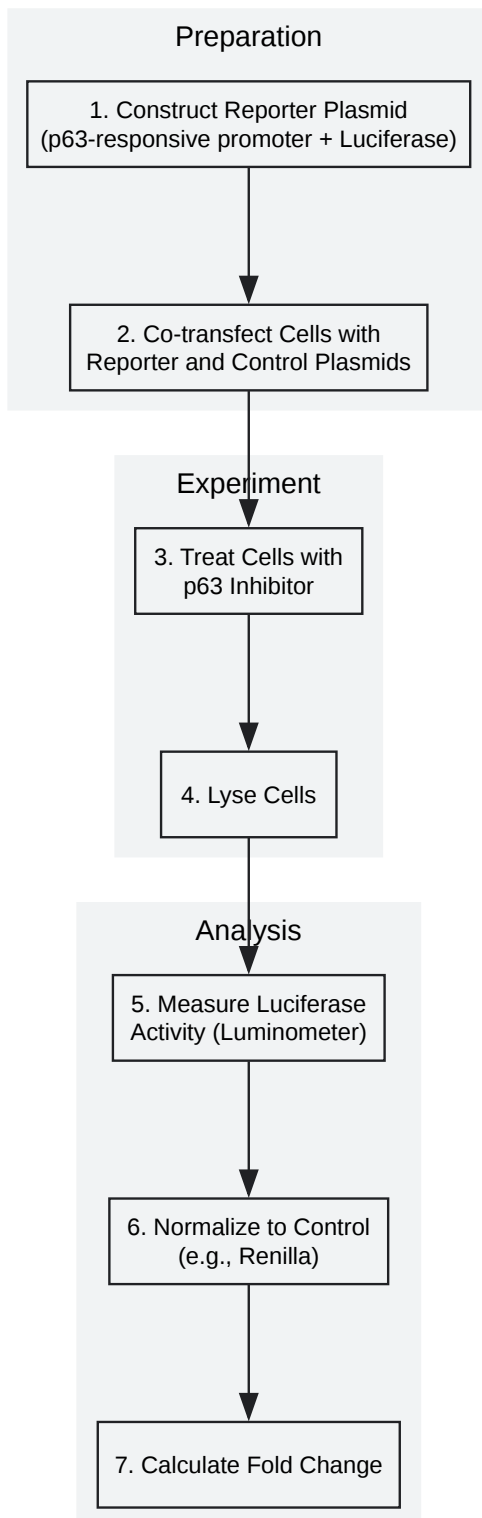 Preparation
1. Construct Reporter Plasmid
(p63-responsive promoter + Luciferase)
2. Co-transfect Cells with
Reporter and Control Plasmids
Experiment
3. Treat Cells with
p63 Inhibitor
4. Lyse Cells
Analysis
5. Measure Luciferase
Activity (Luminometer)
6. Normalize to Control
(e.g., Renilla)
7. Calculate Fold Change